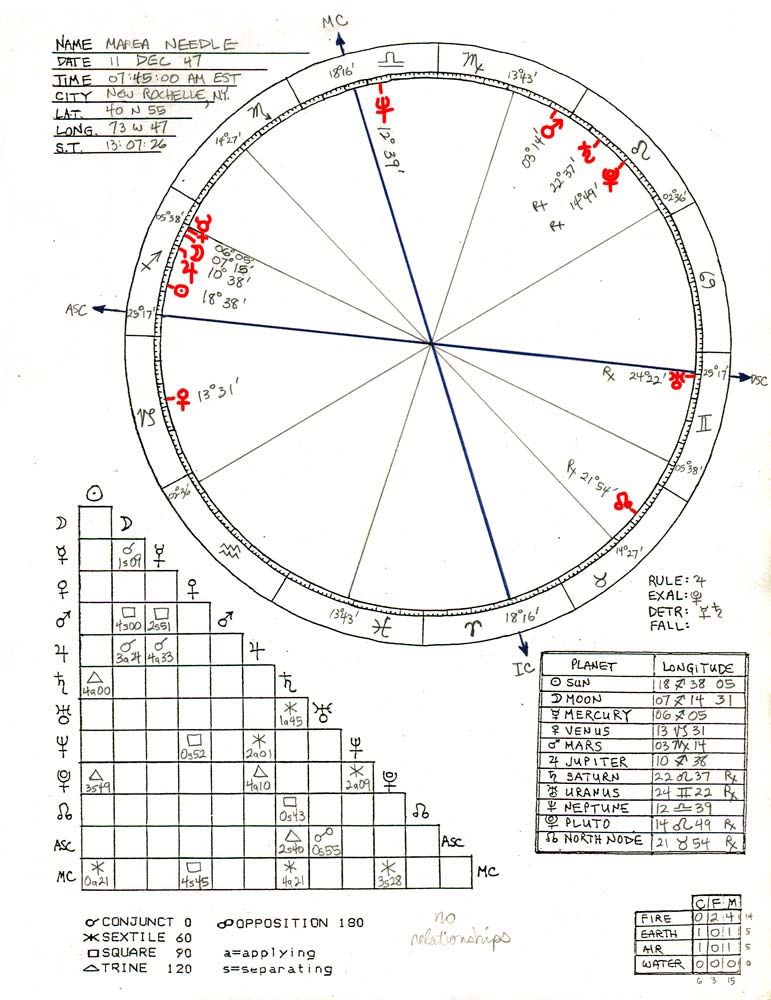 NAME MAREA NEEDLE
DATE 11 DEC 47
TIME 07:45:00 AM EST
CITY NEW ROCHELLE, N.Y.
LAT. 40 N 55
LONG. 73 W 47
S.T. 13:07:26
MC
18°16' ♎ ♍ 13°43'
♆ 12°39'
♂ 03°14'
♄ ℞ 22°37'
♇ ℞ 14°49'
♌
02°36'
♋
♏
14°27'
05°38'
♐
☿ 06°05'
☽ 07°15'
♃ 10°38'
☉ 18°38'
ASC 25°17'
♅ ℞ 24°22'
25°17' DSC
♀ 13°31'
♑
♊
05°38'
☊ ℞ 21°54'
14°27'
♉
02°36'
♒
13°43'
♓
♈
18°16'
IC
RULE: ♃
EXAL: ♀
DETR: ☿ ♄
FALL:
☉
☽ ☽
☿ ☌ 1s09 ☿
♀ ♀
♂ □ 4s00 □ 2s51 ♂
♃ ☌ 3a24 ☌ 4a33 ♃
♄ △ 4a00 ♄
♅ ⚹ 1a45 ♅
♆ □ 0s52 ⚹ 2a01 ♆
♇ △ 3s49 △ 4a10 ⚹ 2a09 ♇
☊ □ 0s43 ☊
ASC △ 2s40 ☍ 0s55 ASC
MC ⚹ 0a21 □ 4s45 ⚹ 4a21 ⚹ 3s28 MC
PLANET LONGITUDE
☉ SUN 18 ♐ 38 05
☽ MOON 07 ♐ 14 31
☿ MERCURY 06 ♐ 05
♀ VENUS 13 ♑ 31
♂ MARS 03 ♍ 14
♃ JUPITER 10 ♐ 38
♄ SATURN 22 ♌ 37 ℞
♅ URANUS 24 ♊ 22 ℞
♆ NEPTUNE 12 ♎ 39
♇ PLUTO 14 ♌ 49 ℞
☊ NORTH NODE 21 ♉ 54 ℞
☌ CONJUNCT 0 ☍ OPPOSITION 180
⚹ SEXTILE 60
□ SQUARE 90 a=applying
△ TRINE 120 s=separating
no
relationships
C F M
FIRE 0 2 4 14
EARTH 1 0 1 5
AIR 1 0 1 5
WATER 0 0 0 0
6 3 15